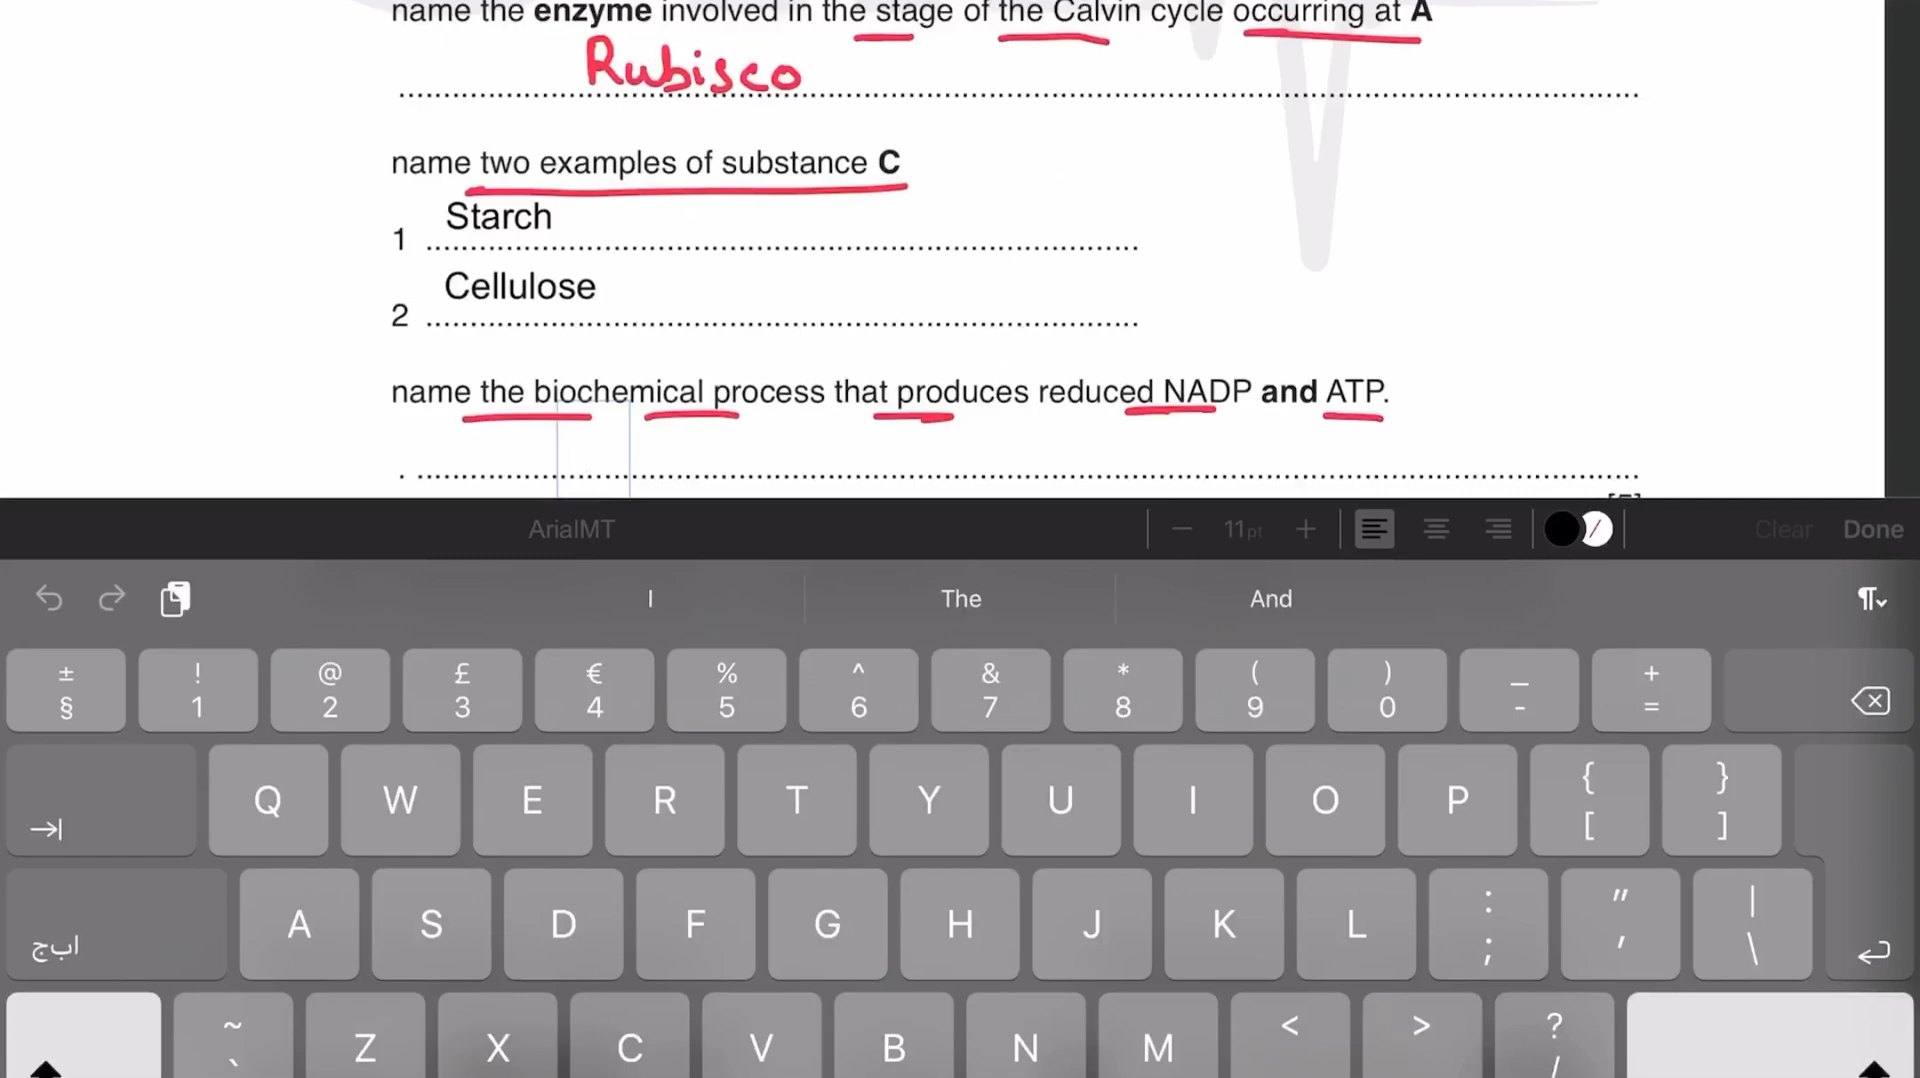 name the enzyme involved in the stage of the Calvin cycle occurring at A
Rubisco
name two examples of substance C
Starch
1
Cellulose
2
name the biochemical process that produces reduced NADP and ATP.
ArialMT
11pt
Clear Done
I The And
± ! @ £ € % ^ & * ( ) _ +
§ 1 2 3 4 5 6 7 8 9 0 - =
Q W E R T Y U I O P { }
[ ]
A S D F G H J K L : " |
ابج ; ' \
~ Z X C V B N M < > ?
` /